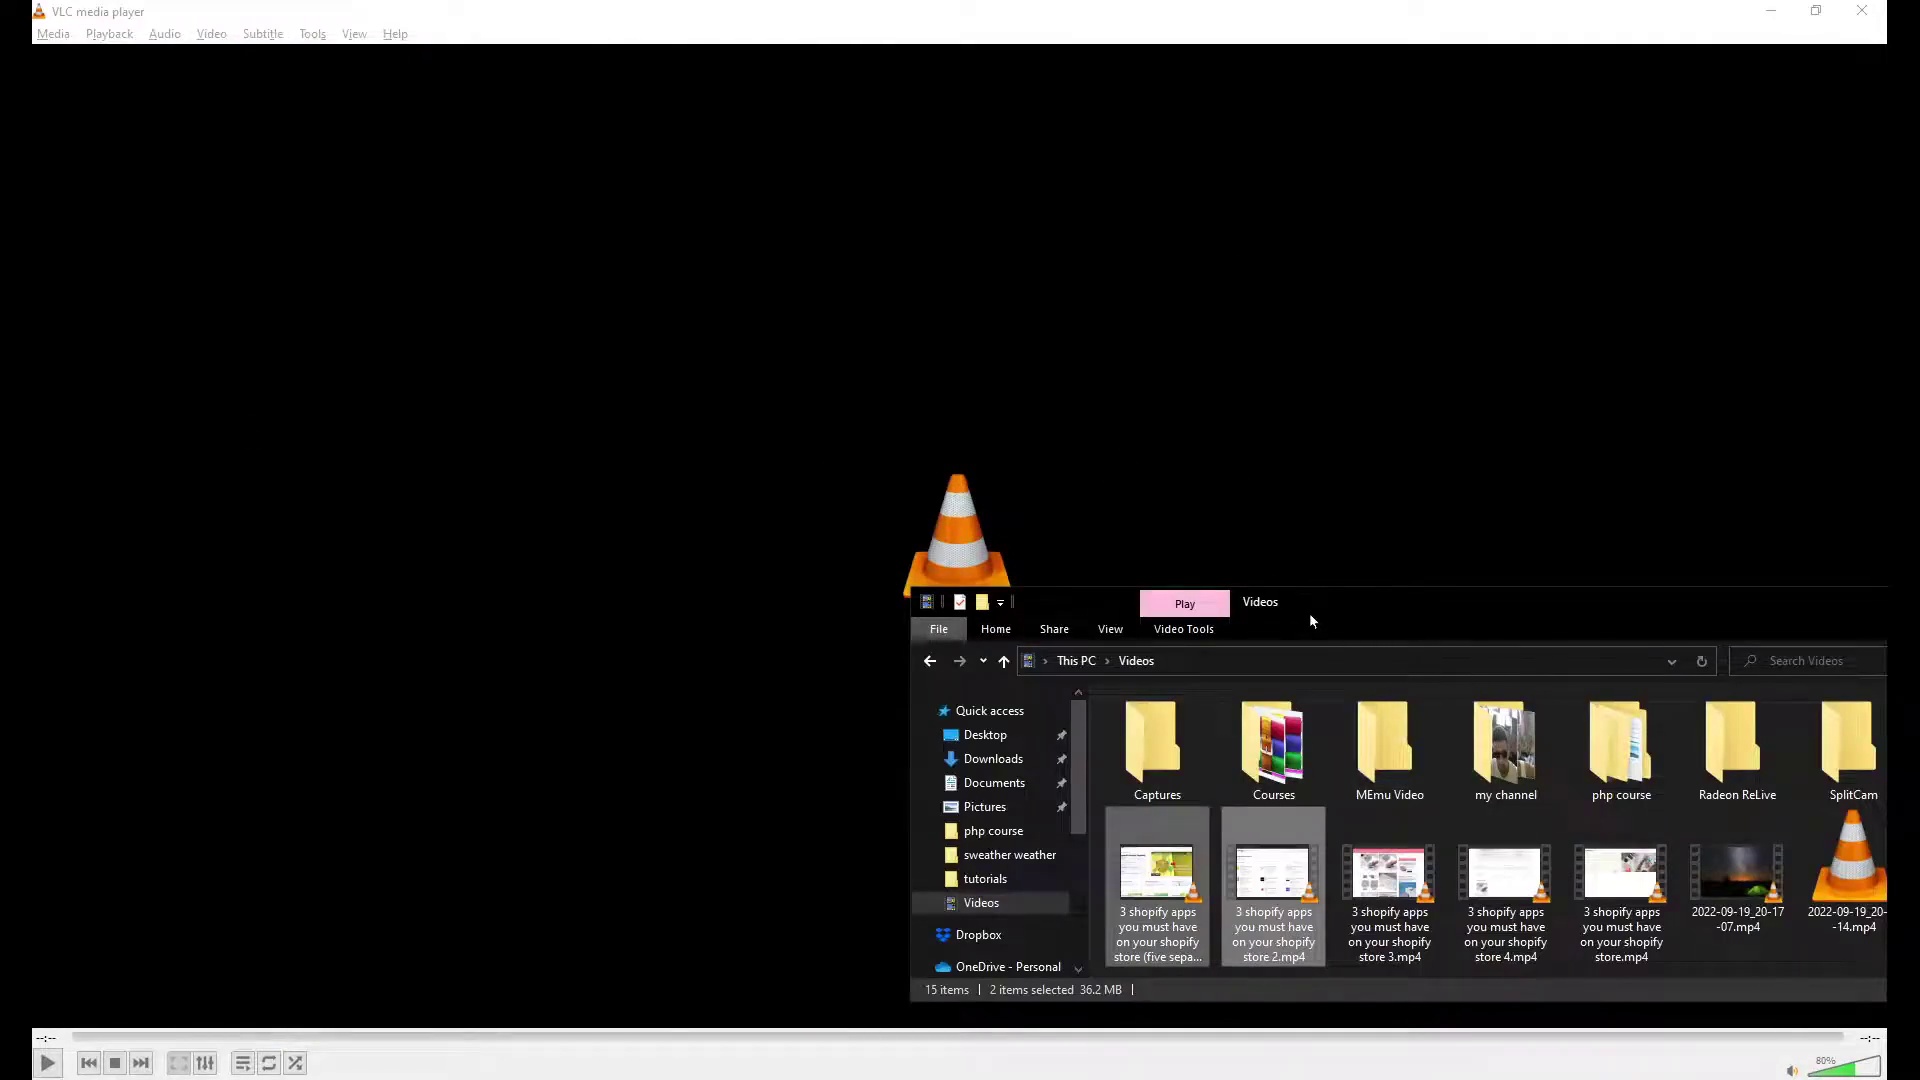 VLC media player
Media Playback Audio Video Subtitle Tools View Help
Play Videos
File Home Share View Video Tools
This PC Videos Search Videos
Quick access
Desktop
Downloads
Documents
Pictures
php course
sweather weather
tutorials
Videos
Dropbox
OneDrive - Personal
Captures
Courses
MEmu Video
my channel
php course
Radeon ReLive
SplitCam
3 shopify apps
you must have
on your shopify
store (five sepa...
3 shopify apps
you must have
on your shopify
store 2.mp4
3 shopify apps
you must have
on your shopify
store 3.mp4
3 shopify apps
you must have
on your shopify
store 4.mp4
3 shopify apps
you must have
on your shopify
store.mp4
2022-09-19_20-17
-07.mp4
2022-09-19_20-
-14.mp4
15 items 2 items selected 36.2 MB
--:-- --:--
80%